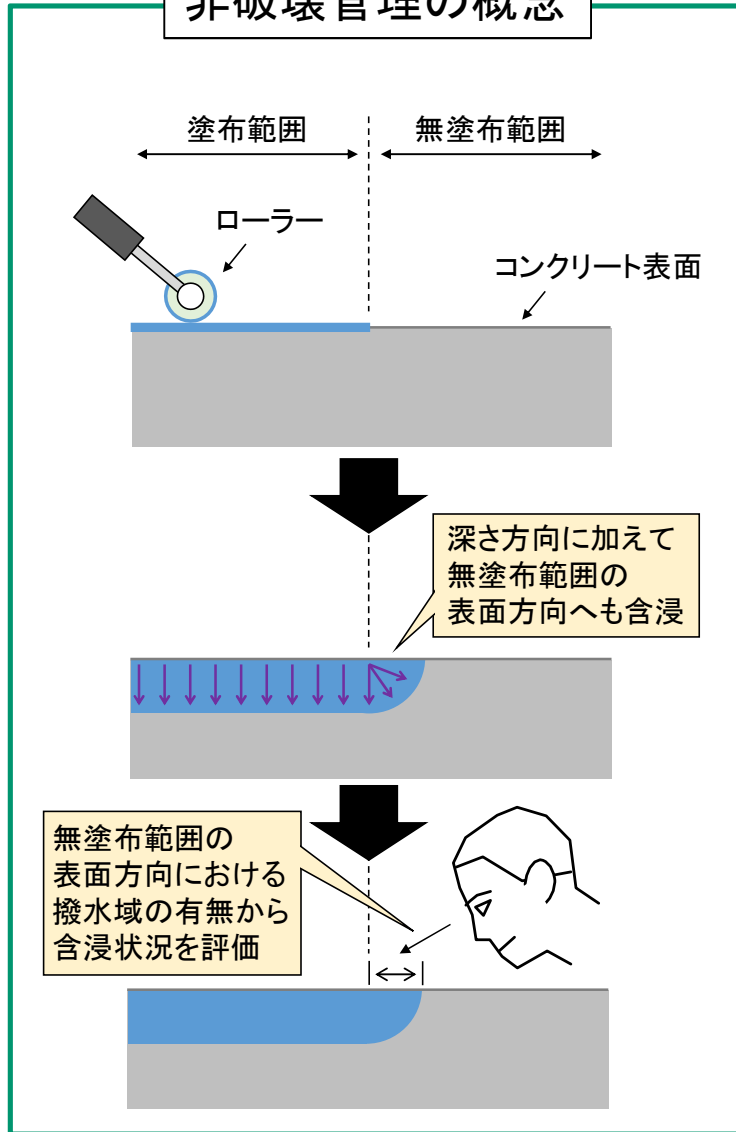 非破壊管理の概念
塗布範囲
無塗布範囲
ローラー
コンクリート表面
深さ方向に加えて
無塗布範囲の
表面方向へも含浸
無塗布範囲の
表面方向における
撥水域の有無から
含浸状況を評価